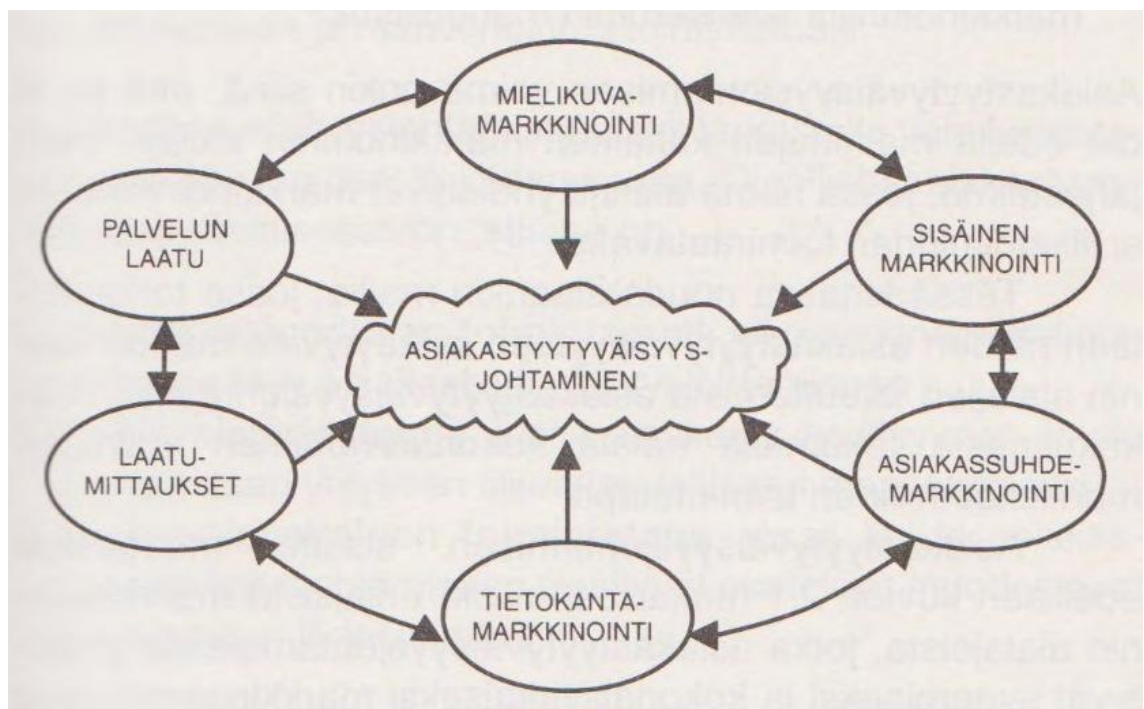 MIELIKUVA-
MARKKINOINTI
PALVELUN
LAATU
SISÄINEN
MARKKINOINTI
ASIAKASTYYTYVÄISYYS-
JOHTAMINEN
LAATU-
MITTAUKSET
ASIAKASSUHDE-
MARKKINOINTI
TIETOKANTA-
MARKKINOINTI